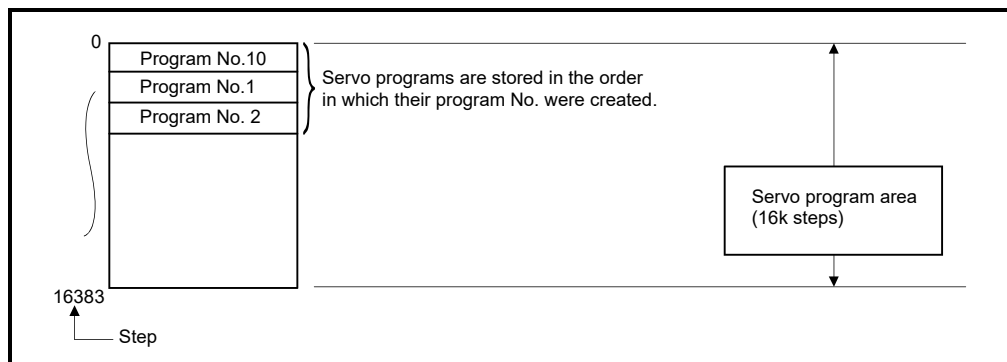 0
Program No.10
Program No.1
Program No. 2
Servo programs are stored in the order
in which their program No. were created.
Servo program area
(16k steps)
16383
Step